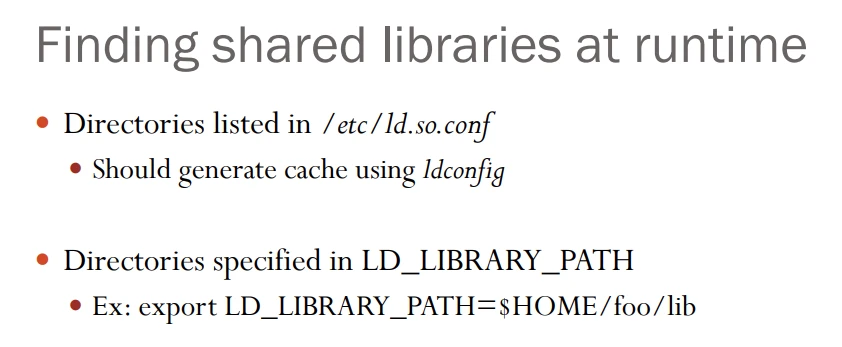 Finding shared libraries at runtime
Directories listed in /etc/ld.so.conf
Should generate cache using ldconfig
Directories specified in LD_LIBRARY_PATH
Ex: export LD_LIBRARY_PATH=$HOME/foo/lib